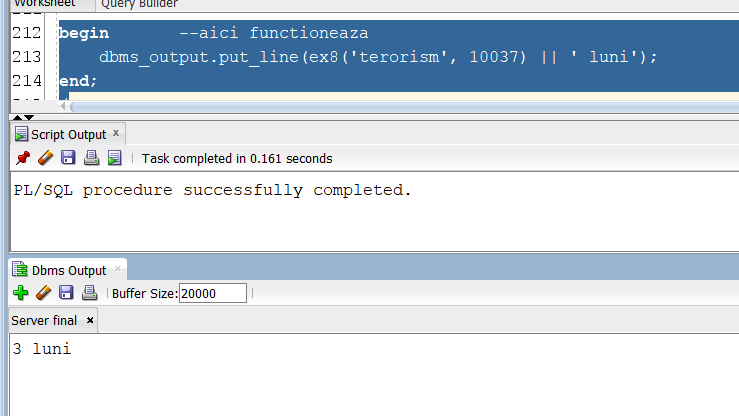 Worksheet Query Builder
212 begin --aici functioneaza
213 dbms_output.put_line(ex8('terorism', 10037) || ' luni');
214 end;
Script Output x
Task completed in 0.161 seconds
PL/SQL procedure successfully completed.
Dbms Output x
Buffer Size: 20000
Server final x
3 luni